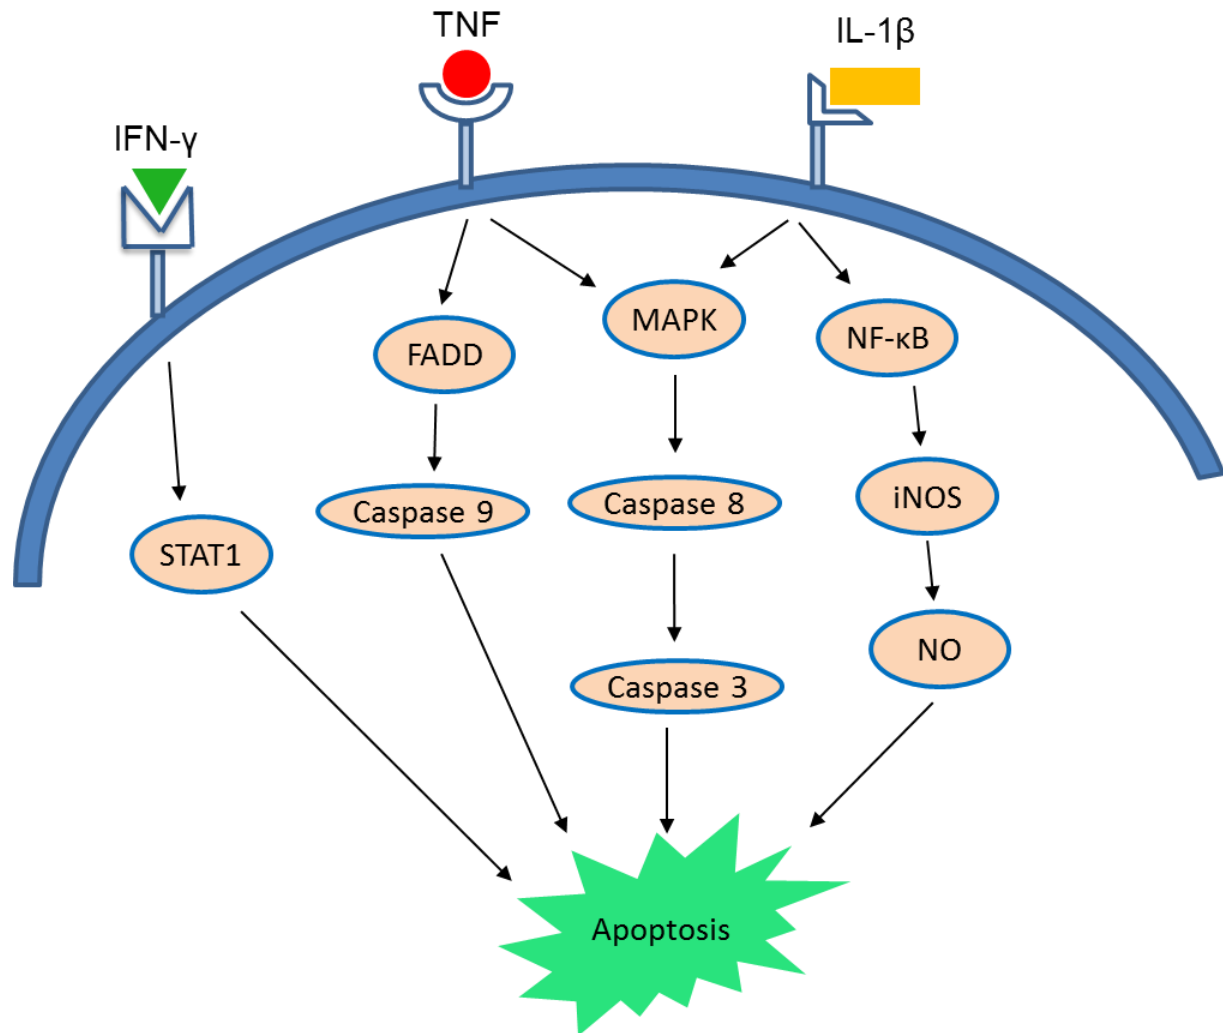 TNF
IL-1β
IFN-γ
MAPK
NF-κB
FADD
iNOS
Caspase 9
Caspase 8
STAT1
NO
Caspase 3
Apoptosis